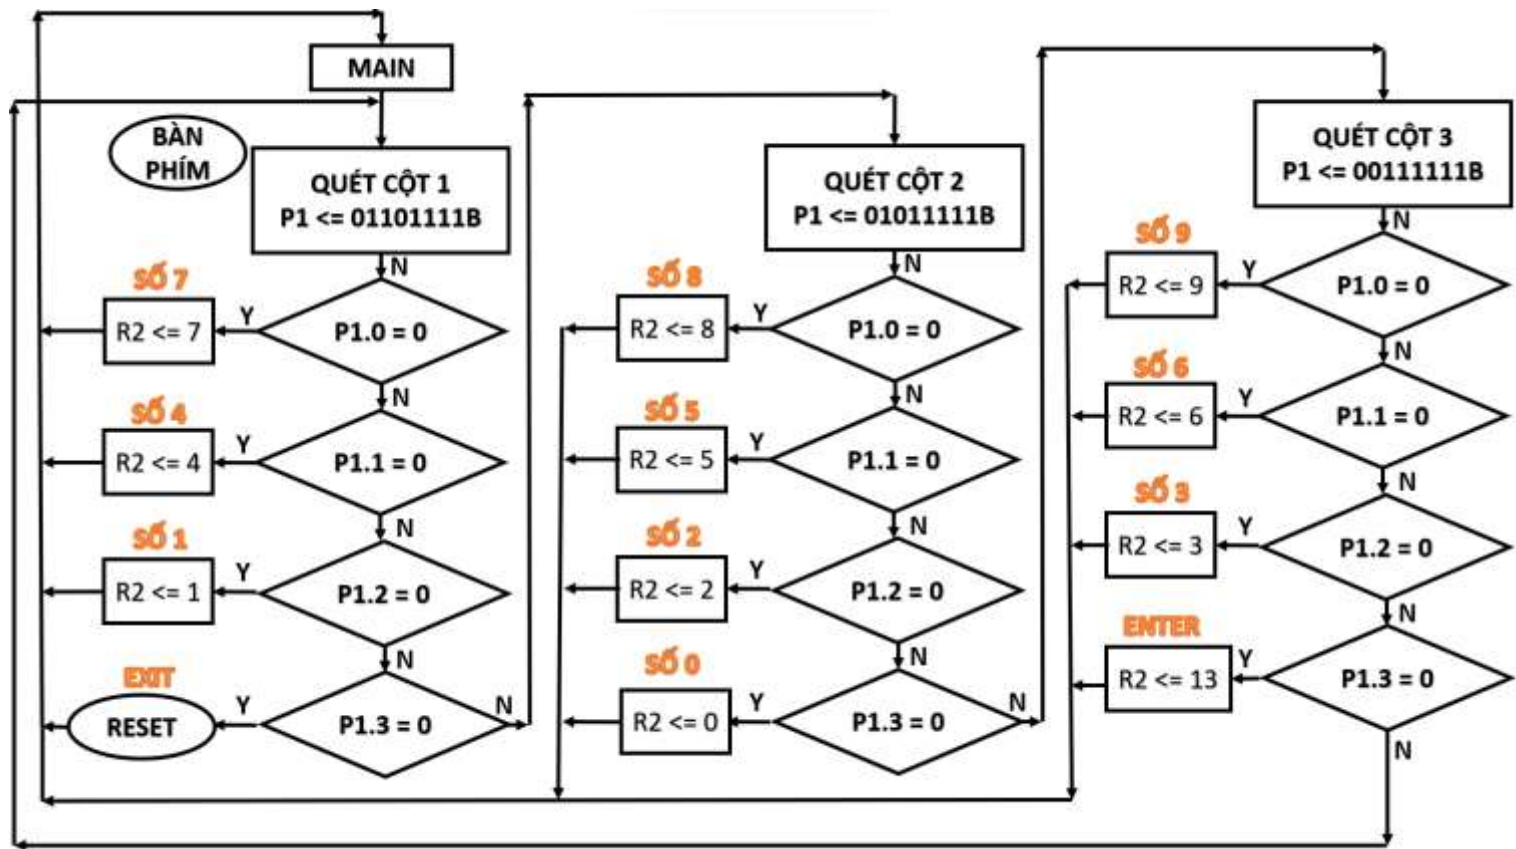 MAIN
BÀN
PHÍM
QUÉT CỘT 1
P1 <= 01101111B
N
SỐ 7
R2 <= 7
Y
P1.0 = 0
N
SỐ 4
R2 <= 4
Y
P1.1 = 0
N
SỐ 1
R2 <= 1
Y
P1.2 = 0
N
EXIT
RESET
Y
P1.3 = 0
N
QUÉT CỘT 2
P1 <= 01011111B
N
SỐ 8
R2 <= 8
Y
P1.0 = 0
N
SỐ 5
R2 <= 5
Y
P1.1 = 0
N
SỐ 2
R2 <= 2
Y
P1.2 = 0
N
SỐ 0
R2 <= 0
Y
P1.3 = 0
N
QUÉT CỘT 3
P1 <= 00111111B
N
SỐ 9
R2 <= 9
Y
P1.0 = 0
N
SỐ 6
R2 <= 6
Y
P1.1 = 0
N
SỐ 3
R2 <= 3
Y
P1.2 = 0
N
ENTER
R2 <= 13
Y
P1.3 = 0
N